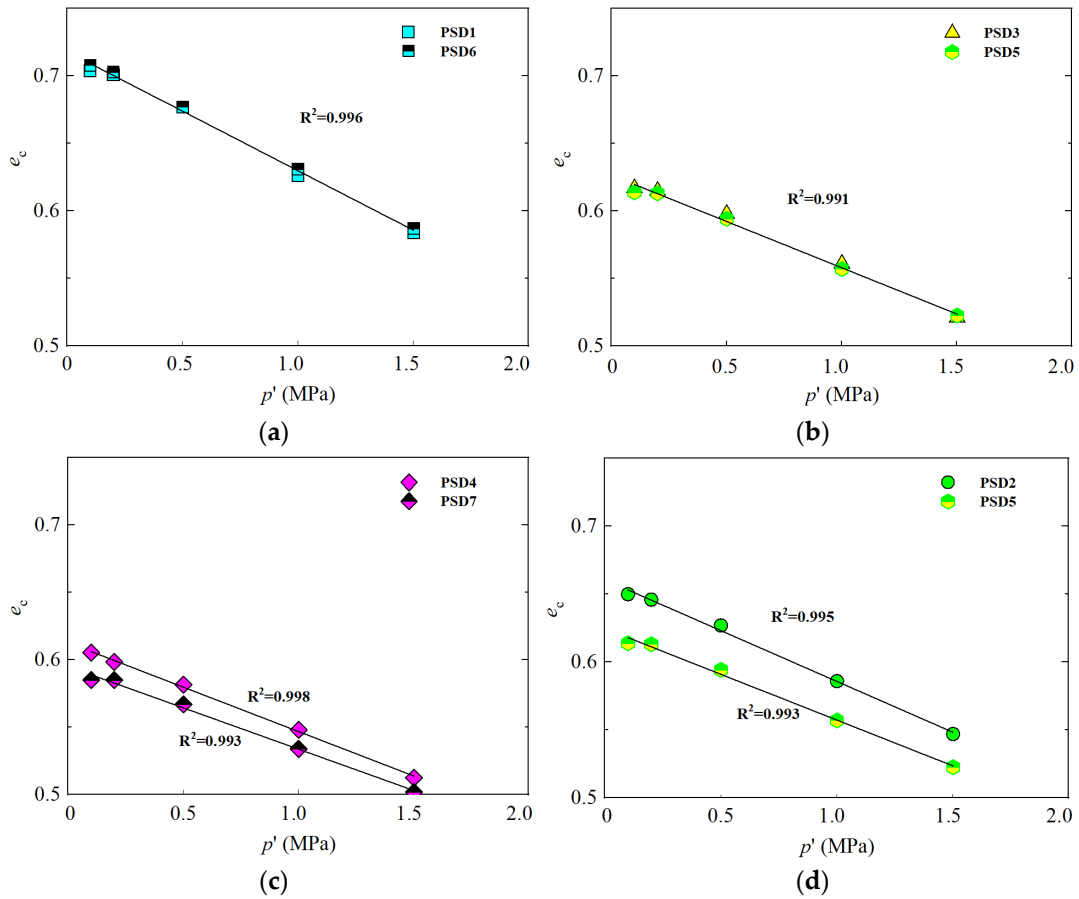 PSD1
PSD6
0.7
R²=0.996
e_c
0.6
0.5
0 0.5 1.0 1.5 2.0
p' (MPa)
(a)
PSD3
PSD5
0.7
R²=0.991
e_c
0.6
0.5
0 0.5 1.0 1.5 2.0
p' (MPa)
(b)
PSD4
PSD7
0.7
e_c
0.6
R²=0.998
R²=0.993
0.5
0 0.5 1.0 1.5 2.0
p' (MPa)
(c)
PSD2
PSD5
0.7
R²=0.995
e_c
0.6
R²=0.993
0.5
0 0.5 1.0 1.5 2.0
p' (MPa)
(d)